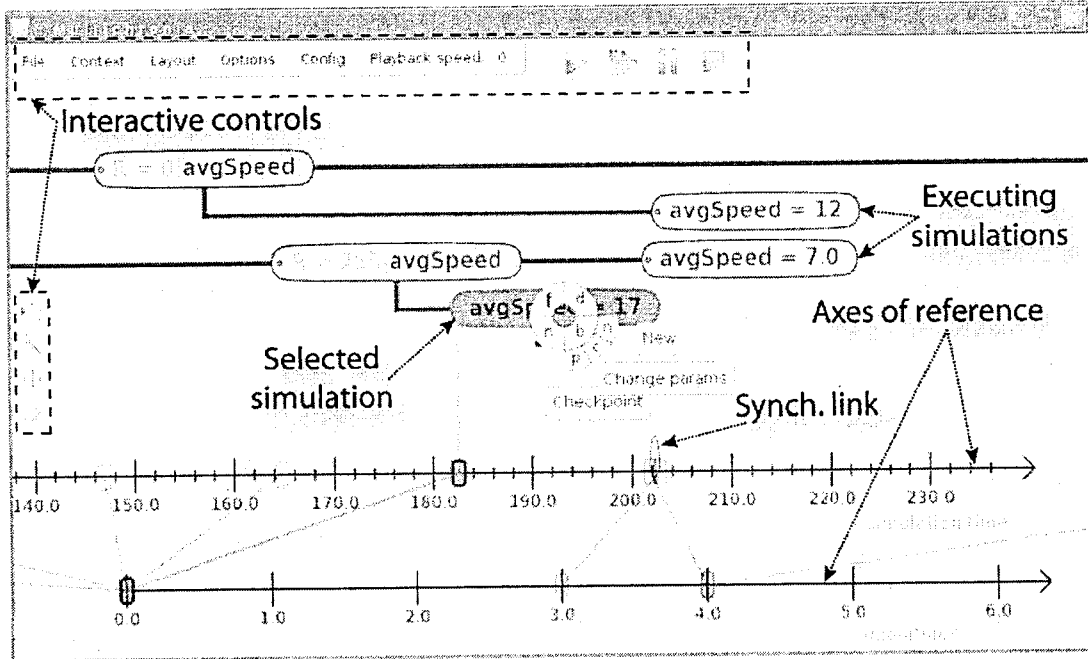 File Context Layout Options Config Playback speed 0
Interactive controls
avgSpeed
avgSpeed = 12
Executing
simulations
avgSpeed
avgSpeed = 7.0
Axes of reference
Selected
simulation
New
Change params
Checkpoint
Synch. link
140.0 150.0 160.0 170.0 180.0 190.0 200.0 210.0 220.0 230.0
0.0 1.0 2.0 3.0 4.0 5.0 6.0